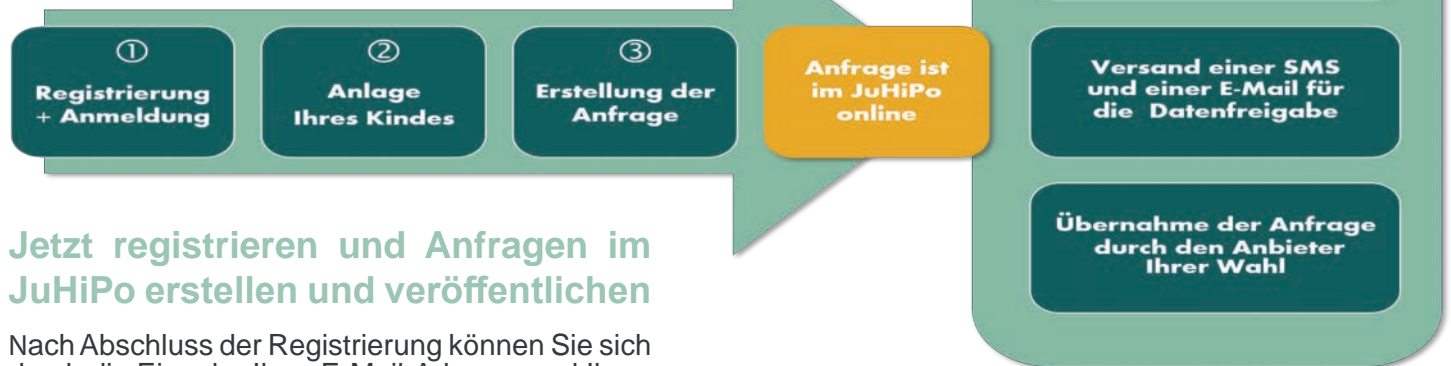 ①
Registrierung
+ Anmeldung
②
Anlage
Ihres Kindes
③
Erstellung der
Anfrage
Anfrage ist
im JuHiPo
online
Versand einer SMS
und einer E-Mail für
die Datenfreigabe
Übernahme der Anfrage
durch den Anbieter
Ihrer Wahl
Jetzt registrieren und Anfragen im
JuHiPo erstellen und veröffentlichen
Nach Abschluss der Registrierung können Sie sich